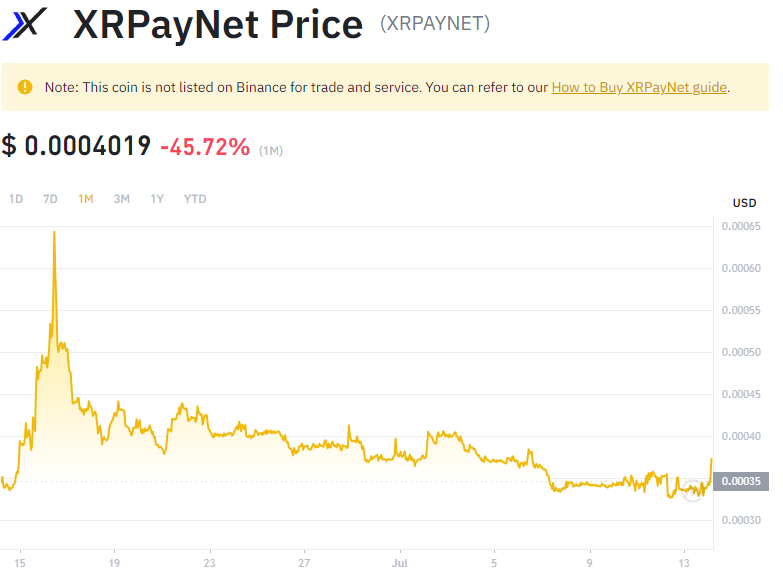 XRPayNet Price (XRPAYNET)
Note: This coin is not listed on Binance for trade and service. You can refer to our How to Buy XRPayNet guide.
$ 0.0004019 -45.72% (1M)
1D 7D 1M 3M 1Y YTD
USD
0.00065
0.00060
0.00055
0.00050
0.00045
0.00040
0.00035
0.00030
15 19 23 27 Jul 5 9 13